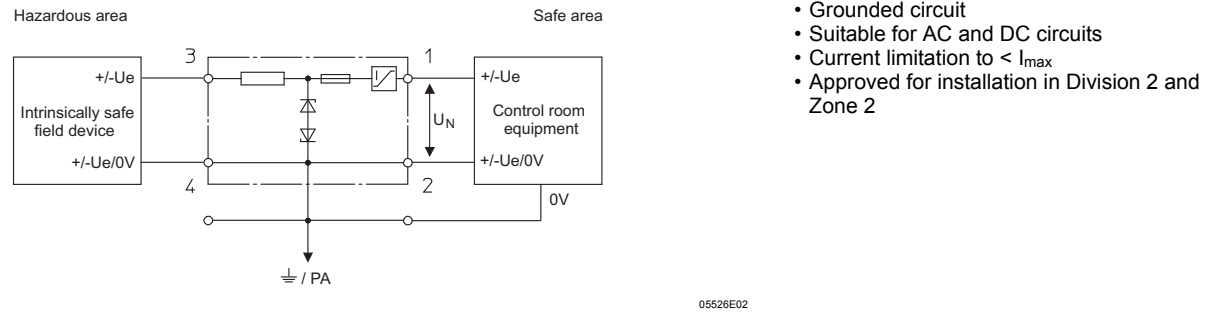 Hazardous area
Safe area
3
1
+/-Ue
+/-Ue
Intrinsically safe
field device
UN
Control room
equipment
+/-Ue/0V
+/-Ue/0V
4
2
0V
⏚ / PA
05526E02
• Grounded circuit
• Suitable for AC and DC circuits
• Current limitation to < Imax
• Approved for installation in Division 2 and
Zone 2